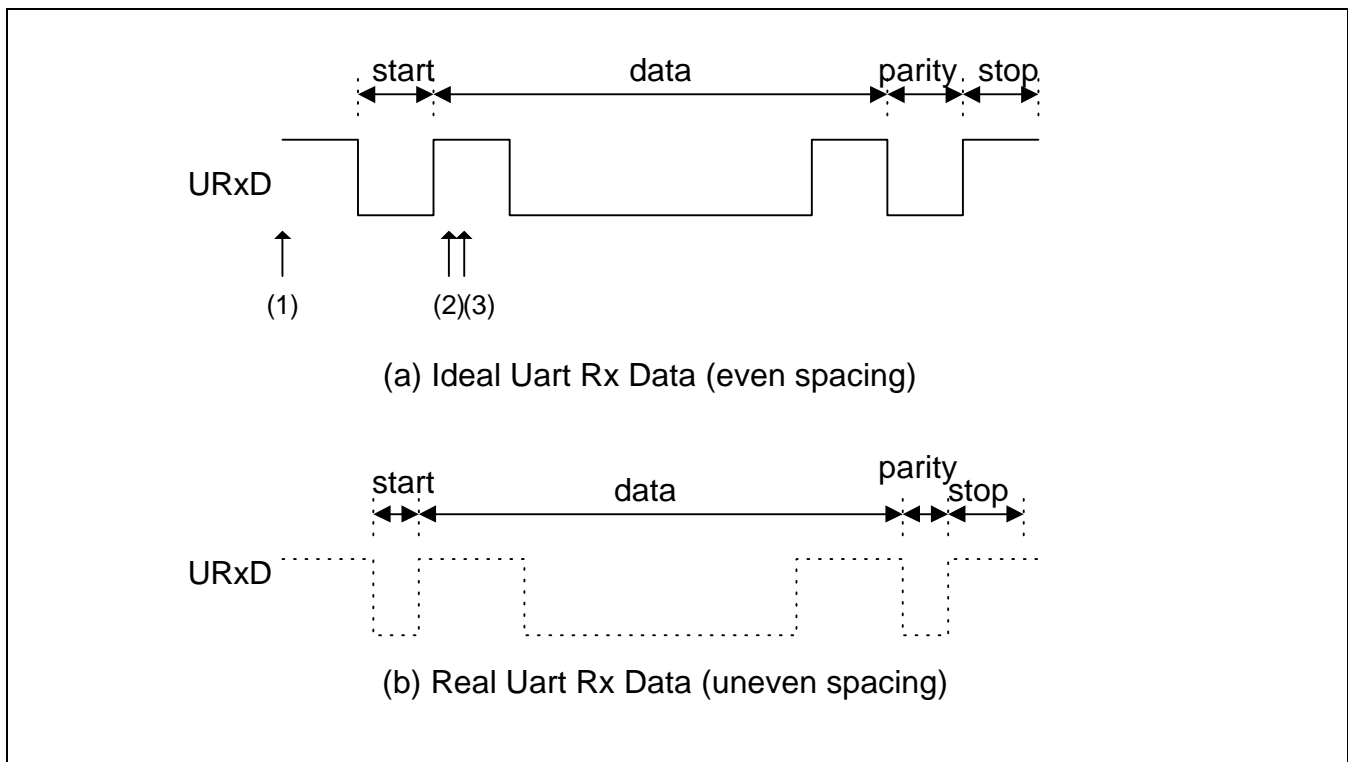 start data parity stop
URxD
(1) (2)(3)
(a) Ideal Uart Rx Data (even spacing)
parity
start data stop
URxD
(b) Real Uart Rx Data (uneven spacing)